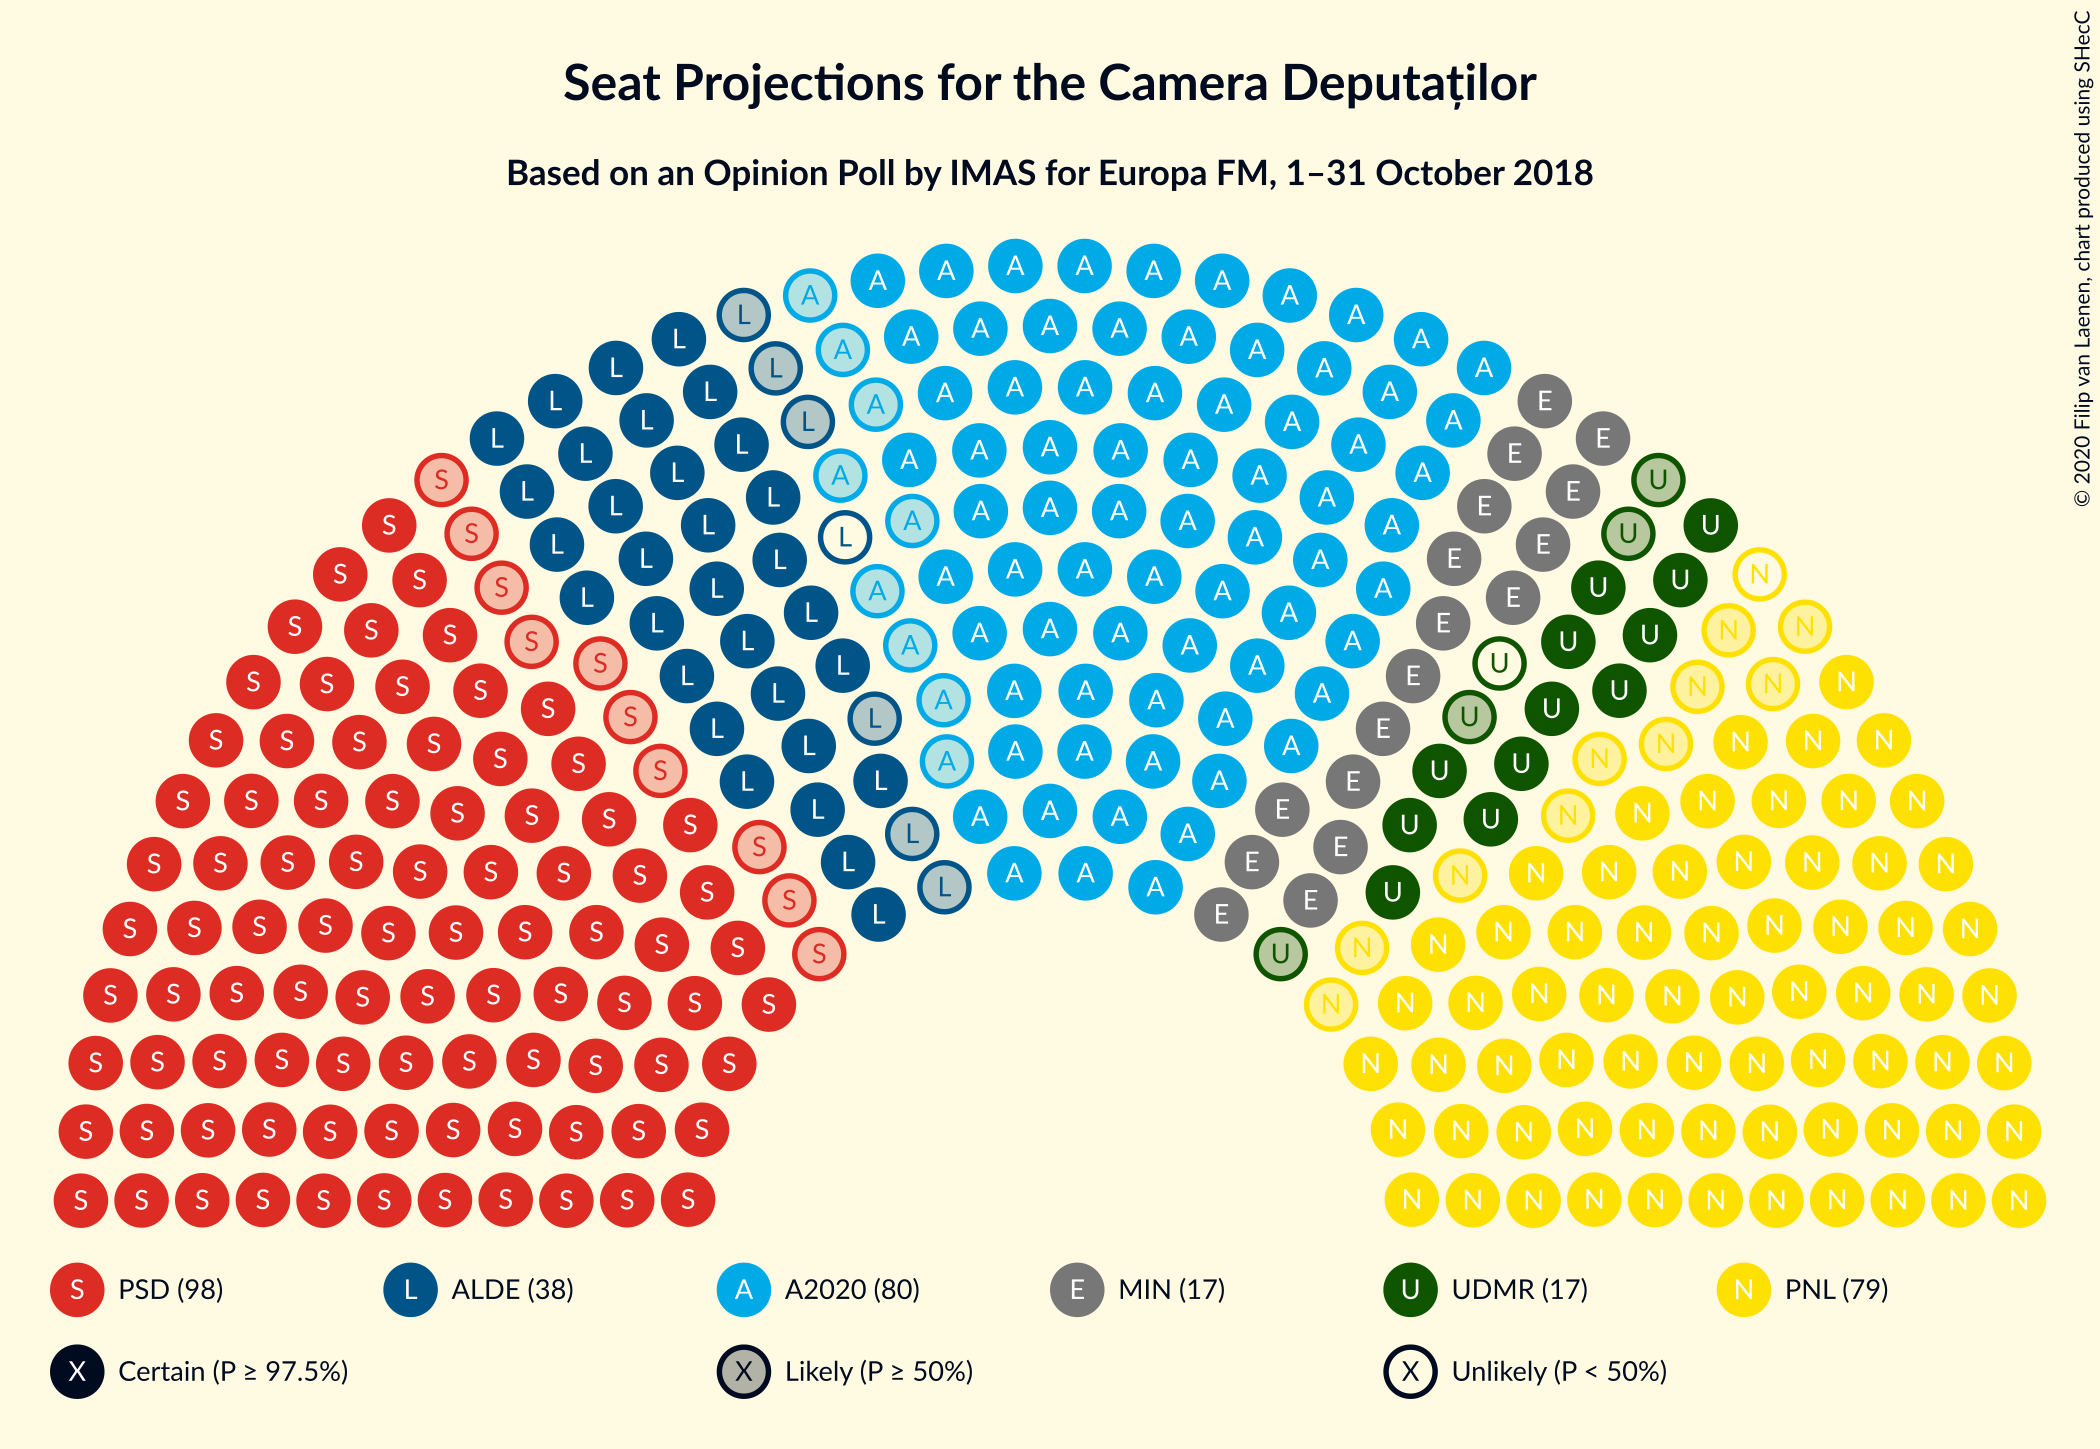 Seat Projections for the Camera Deputaților
Based on an Opinion Poll by IMAS for Europa FM, 1–31 October 2018
© 2020 Filip van Laenen, chart produced using SHecC
S PSD (98) L ALDE (38) A A2020 (80) E MIN (17) U UDMR (17) N PNL (79)
X Certain (P ≥ 97.5%) X Likely (P ≥ 50%) X Unlikely (P < 50%)